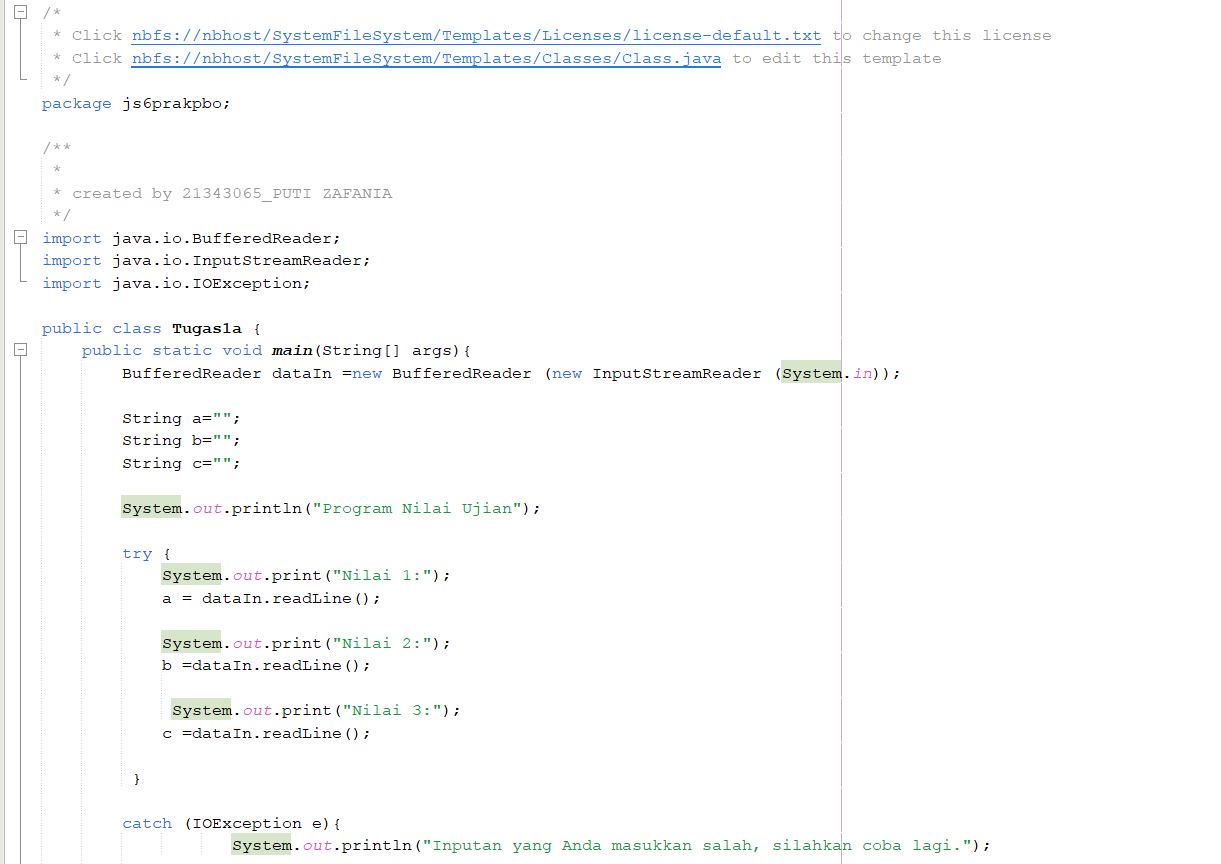 /*
 * Click nbfs://nbhost/SystemFileSystem/Templates/Licenses/license-default.txt to change this license
 * Click nbfs://nbhost/SystemFileSystem/Templates/Classes/Class.java to edit this template
 */
package js6prakpbo;
/**
 *
 * created by 21343065_PUTI ZAFANIA
 */
import java.io.BufferedReader;
import java.io.InputStreamReader;
import java.io.IOException;
public class Tugas1a {
    public static void main(String[] args){
        BufferedReader dataIn =new BufferedReader (new InputStreamReader (System.in));
        String a="";
        String b="";
        String c="";
        System.out.println("Program Nilai Ujian");
        try {
            System.out.print("Nilai 1:");
            a = dataIn.readLine();
            System.out.print("Nilai 2:");
            b =dataIn.readLine();
             System.out.print("Nilai 3:");
            c =dataIn.readLine();
         }
        catch (IOException e){
                   System.out.println("Inputan yang Anda masukkan salah, silahkan coba lagi.");